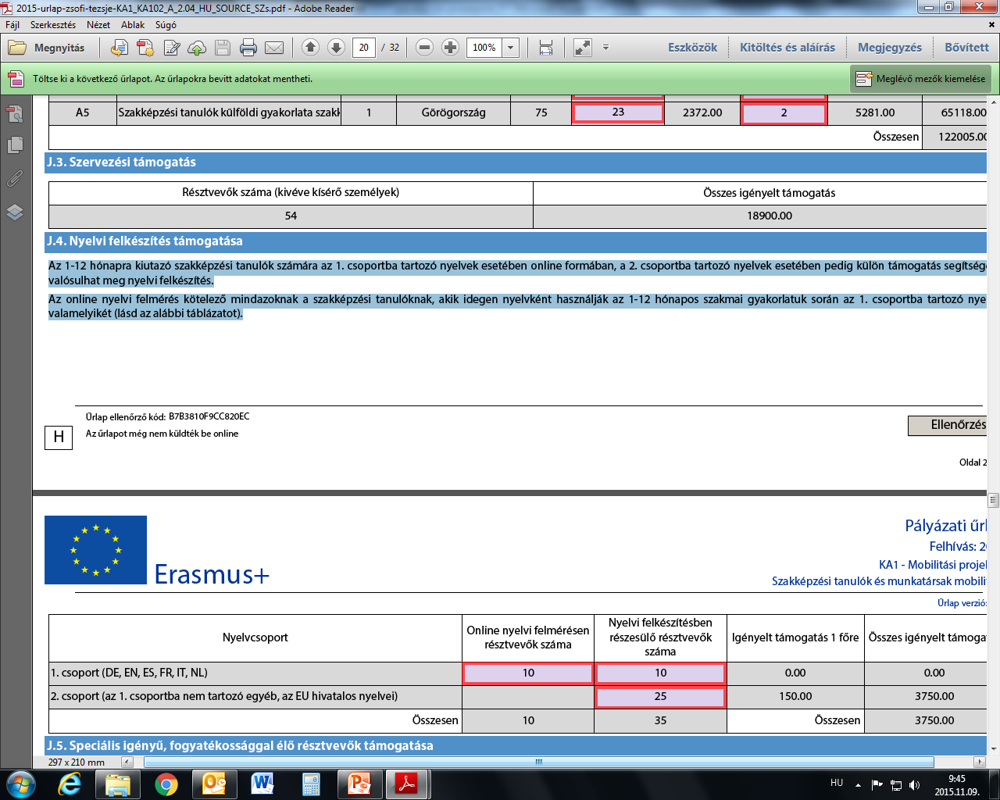 2015-urlap-zsofi-tezsje-KA1_KA102_A_2.04_HU_SOURCE_SZs.pdf - Adobe Reader
Fájl Szerkesztés Nézet Ablak Súgó
Megnyitás 20 / 32 100% Eszközök Kitöltés és aláírás Megjegyzés Bővített
Töltse ki a következő űrlapot. Az űrlapokra bevitt adatokat mentheti. Meglévő mezők kiemelése
A5 Szakképzési tanulók külföldi gyakorlata szakk 1 Görögország 75 23 2372.00 2 5281.00 65118.00
Összesen 122005.00
J.3. Szervezési támogatás
Résztvevők száma (kivéve kísérő személyek) Összes igényelt támogatás
54 18900.00
J.4. Nyelvi felkészítés támogatása
Az 1-12 hónapra kiutazó szakképzési tanulók számára az 1. csoportba tartozó nyelvek esetében online formában, a 2. csoportba tartozó nyelvek esetében pedig külön támogatás segítség
valósulhat meg nyelvi felkészítés.
Az online nyelvi felmérés kötelező mindazoknak a szakképzési tanulóknak, akik idegen nyelvként használják az 1-12 hónapos szakmai gyakorlatuk során az 1. csoportba tartozó nye
valamelyikét (lásd az alábbi táblázatot).
Űrlap ellenőrző kód: B7B3810F9CC820EC
H Az űrlapot még nem küldték be online
Ellenőrzés
Oldal 2
Pályázati űrl
Felhívás: 20
Erasmus+
KA1 - Mobilitási projek
Szakképzési tanulók és munkatársak mobilit
Űrlap verzió:
Nyelvcsoport Online nyelvi felmérésen résztvevők száma Nyelvi felkészítésben részesülő résztvevők száma Igényelt támogatás 1 főre Összes igényelt támoga
1. csoport (DE, EN, ES, FR, IT, NL) 10 10 0.00 0.00
2. csoport (az 1. csoportba nem tartozó egyéb, az EU hivatalos nyelvei) 25 150.00 3750.00
Összesen 10 35 Összesen 3750.00
J.5. Speciális igényű, fogyatékossággal élő résztvevők támogatása
297 x 210 mm
HU 9:45
2015.11.09.